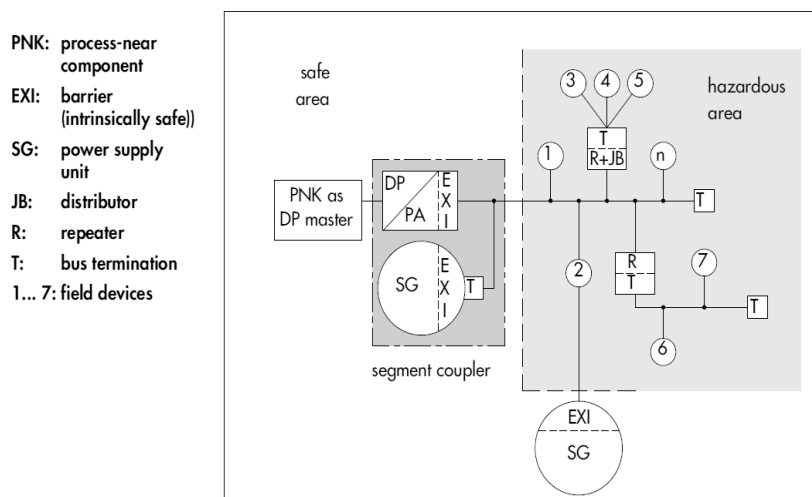 PNK: process-near
component
EXI: barrier
(intrinsically safe))
SG: power supply
unit
JB: distributor
R: repeater
T: bus termination
1... 7: field devices
safe
area
hazardous
area
3 4 5
T
R+JB
1
n
T
PNK as
DP master
DP
PA
E
X
I
SG
E
X
I
T
segment coupler
2
R
T
7
T
6
EXI
SG